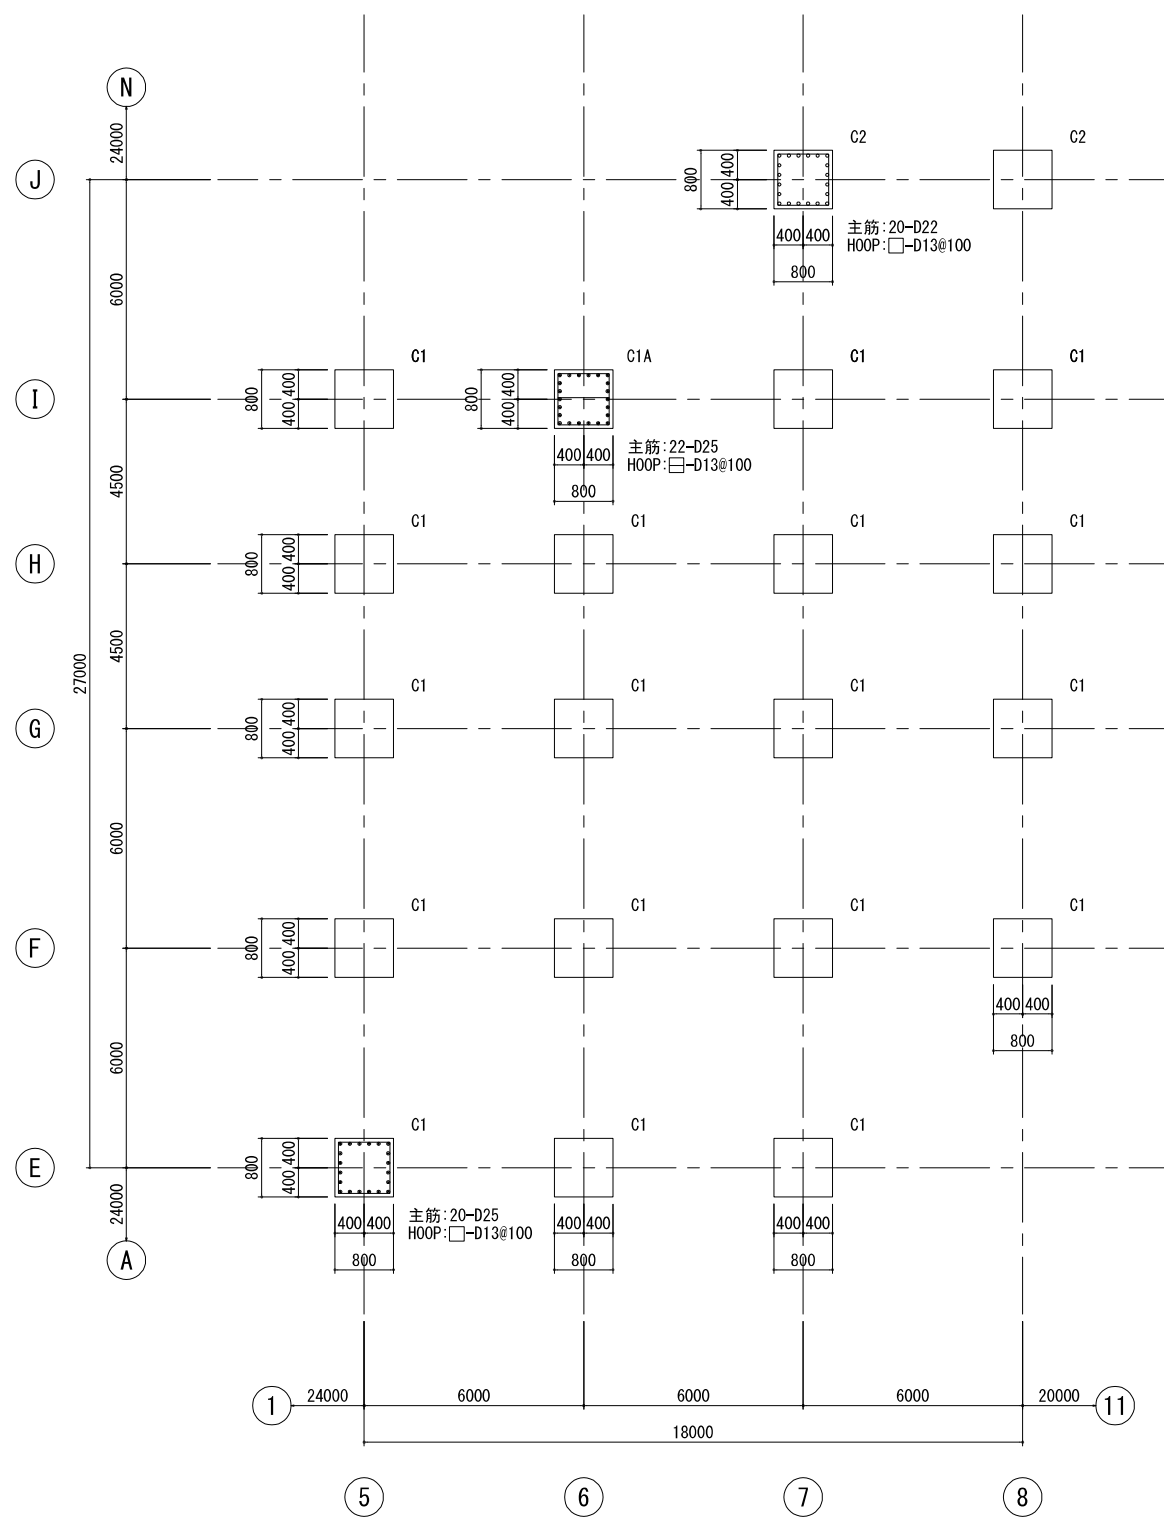 N
24000
J
C2
C2
800
400
400
主筋:20-D22
HOOP:□-D13@100
400
400
800
6000
I
C1
C1A
C1
C1
800
400
400
800
400
400
主筋:22-D25
HOOP:日-D13@100
400
400
800
4500
H
C1
C1
C1
C1
800
400
400
4500
27000
G
C1
C1
C1
C1
800
400
400
6000
F
C1
C1
C1
C1
800
400
400
400
400
800
6000
E
C1
C1
C1
800
400
400
24000
主筋:20-D25
HOOP:□-D13@100
400
400
800
400
400
800
400
400
800
A
1
24000
6000
6000
6000
20000
11
18000
5
6
7
8